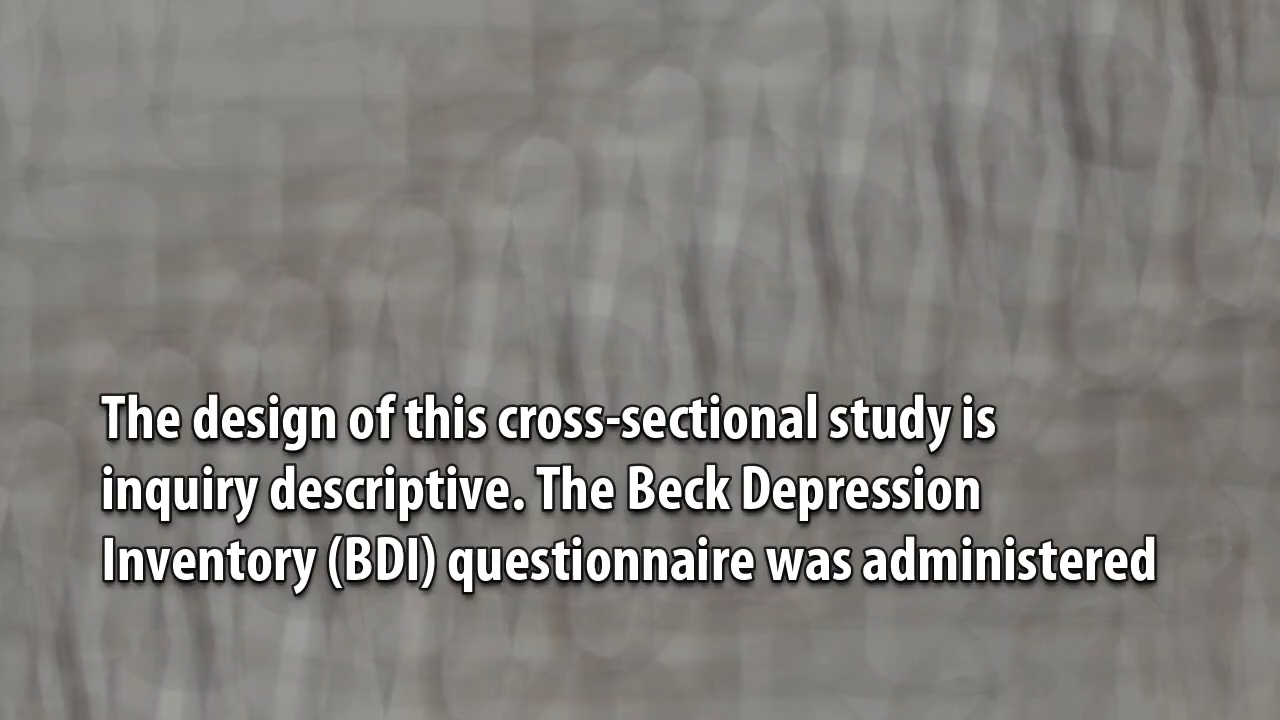 The design of this cross-sectional study is
inquiry descriptive. The Beck Depression
Inventory (BDI) questionnaire was administered